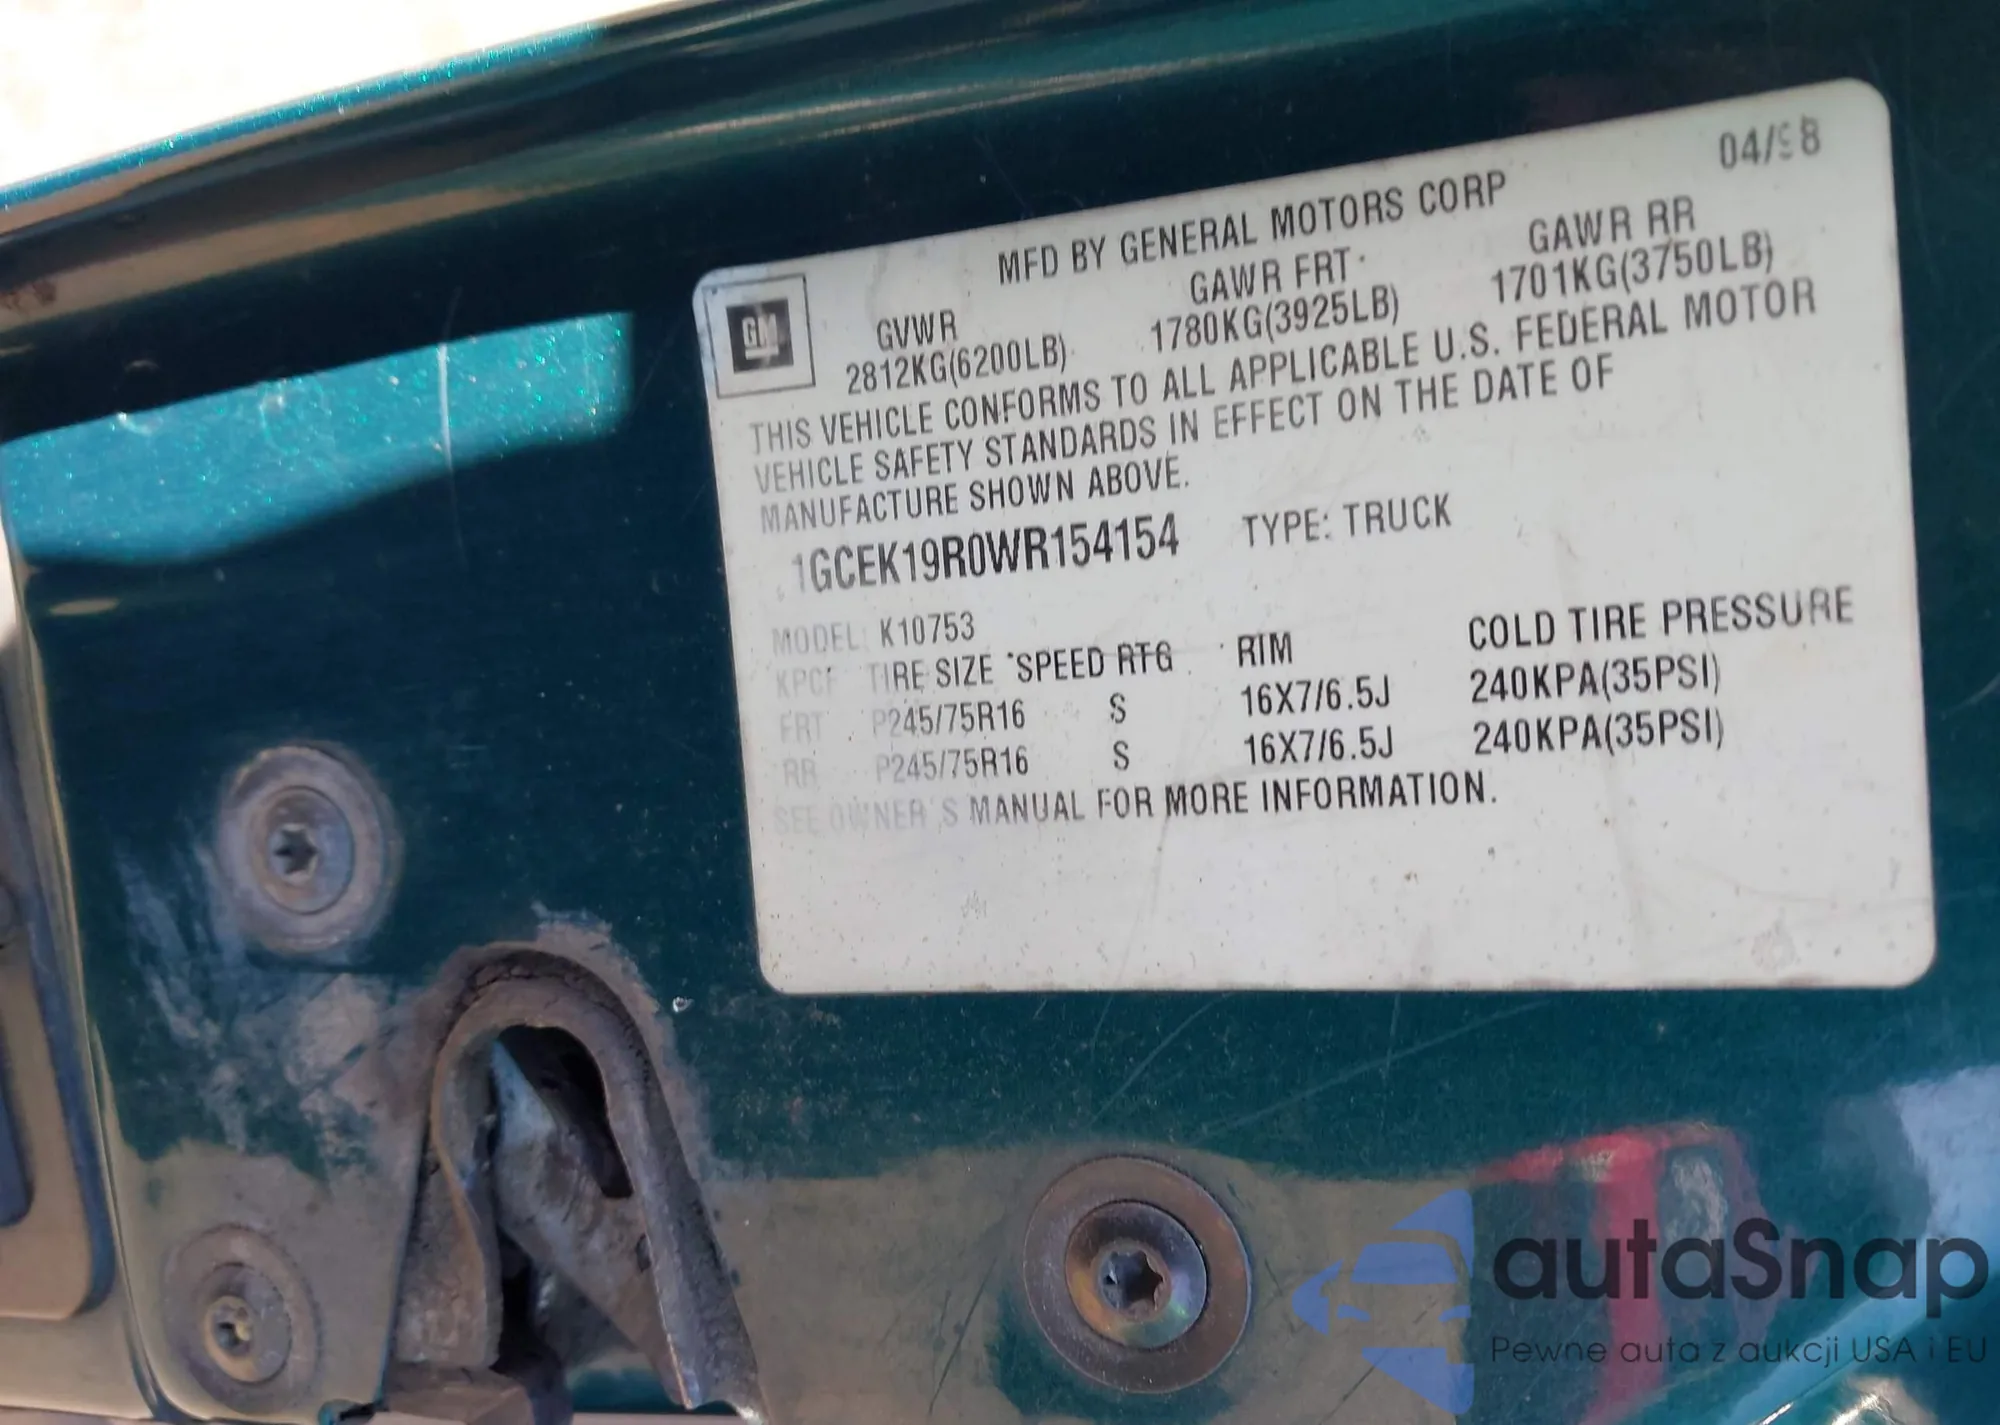 04/98
MFD BY GENERAL MOTORS CORP
GM
GVWR GAWR FRT GAWR RR
2812KG(6200LB) 1780KG(3925LB) 1701KG(3750LB)
THIS VEHICLE CONFORMS TO ALL APPLICABLE U.S. FEDERAL MOTOR
VEHICLE SAFETY STANDARDS IN EFFECT ON THE DATE OF
MANUFACTURE SHOWN ABOVE.
1GCEK19R0WR154154 TYPE: TRUCK
MODEL: K10753
TIRE SIZE SPEED RTG RIM COLD TIRE PRESSURE
FRT P245/75R16 S 16X7/6.5J 240KPA(35PSI)
RR P245/75R16 S 16X7/6.5J 240KPA(35PSI)
SEE OWNER'S MANUAL FOR MORE INFORMATION.
autaSnap
Pewne auta z aukcji USA i EU